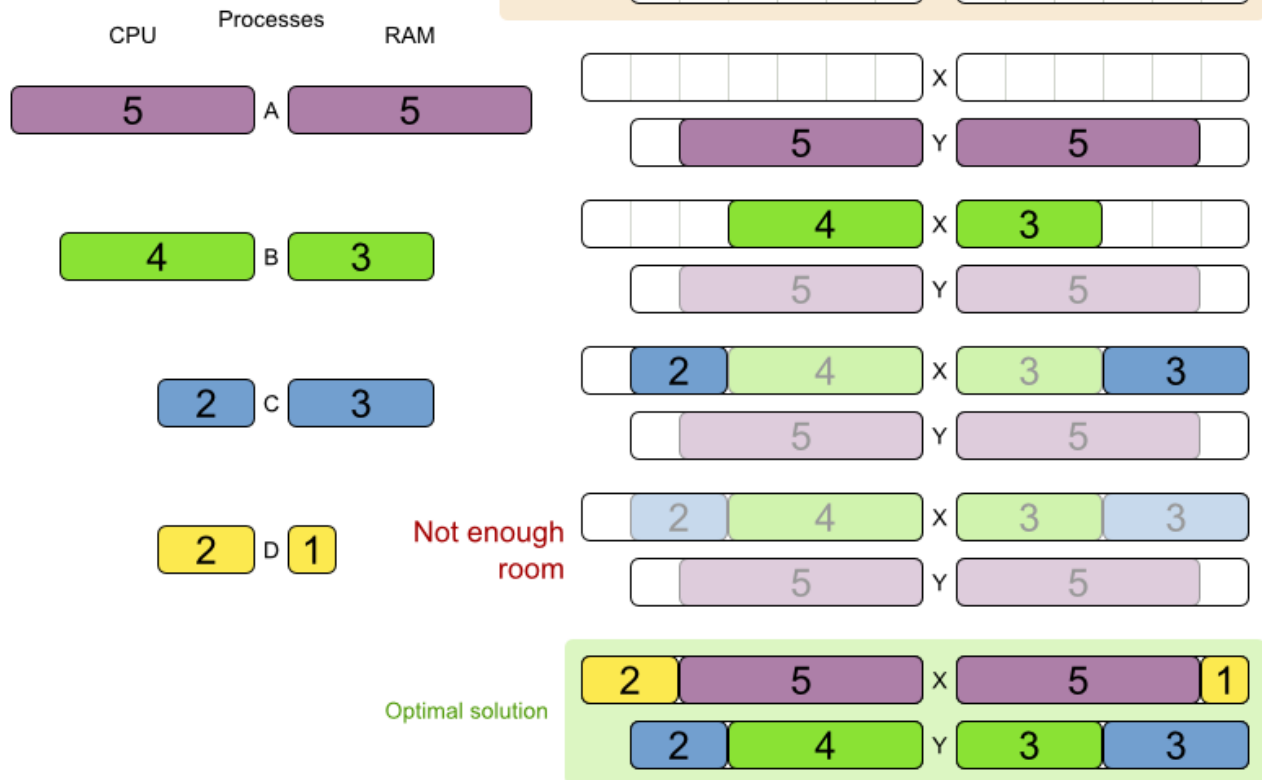 Processes
CPU RAM
X
5 A 5
5 Y 5
4 X 3
4 B 3
5 Y 5
2 4 X 3 3
2 C 3
5 Y 5
2 4 X 3 3
Not enough
room
2 D 1
5 Y 5
2 5 X 5 1
Optimal solution
2 4 Y 3 3